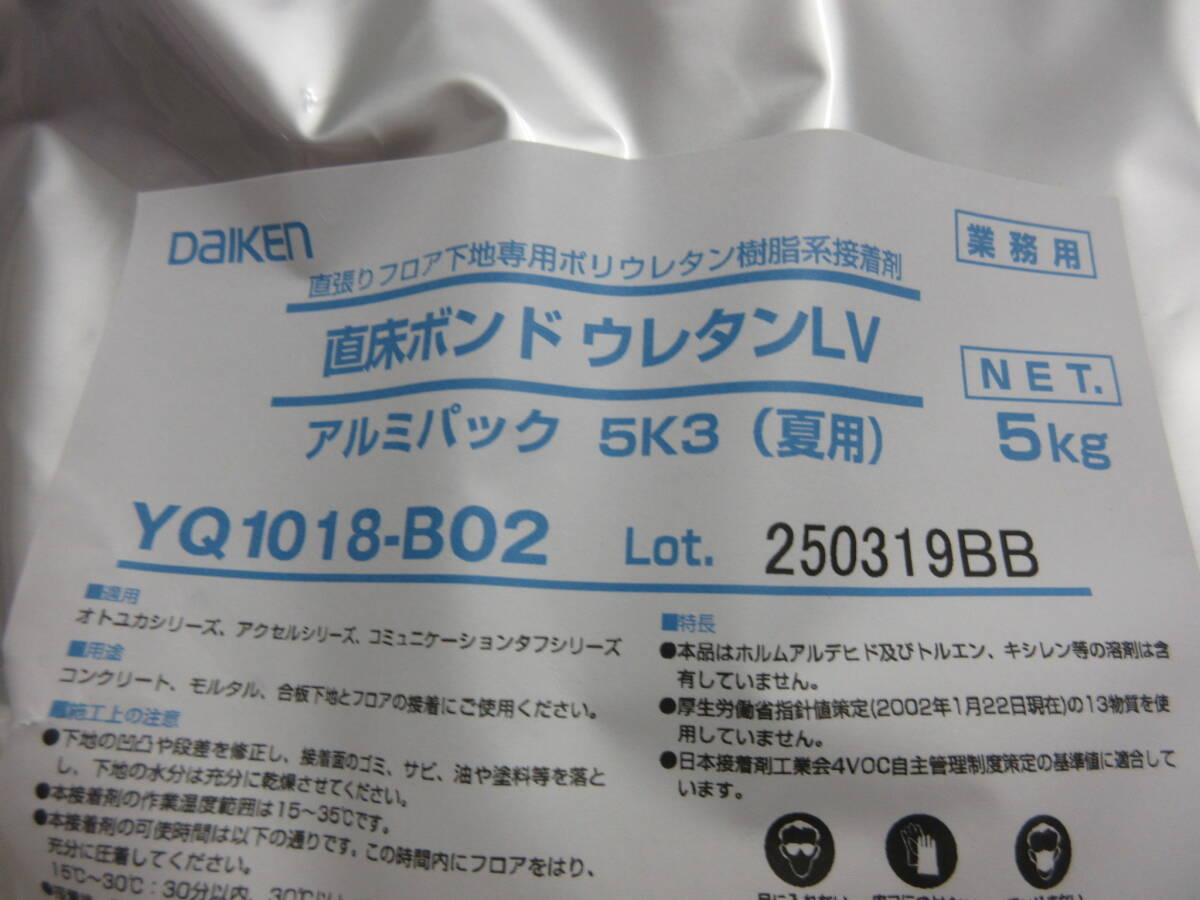 DAIKEN
業務用
直張りフロア下地専用ポリウレタン樹脂系接着剤
直床ボンド ウレタンLV
NET.
アルミパック 5K3(夏用)
5kg
YQ1018-B02 Lot. 250319BB
■適用
オトユカシリーズ、アクセルシリーズ、コミュニケーションタフシリーズ
■用途
コンクリート、モルタル、合板下地とフロアの接着にご使用ください。
■施工上の注意
●下地の凹凸や段差を修正し、接着面のゴミ、サビ、油や塗料等を落と
し、下地の水分は充分に乾燥させてください。
●本接着剤の作業温度範囲は15~35℃です。
●本接着剤の可使時間は以下の通りです。この時間内にフロアをはり、
充分に圧着してください。
15℃~30℃:30分以内、30℃以
■特長
●本品はホルムアルデヒド及びトルエン、キシレン等の溶剤は含
有していません。
●厚生労働省指針値策定(2002年1月22日現在)の13物質を使
用していません。
●日本接着剤工業会4VOC自主管理制度策定の基準値に適合して
います。